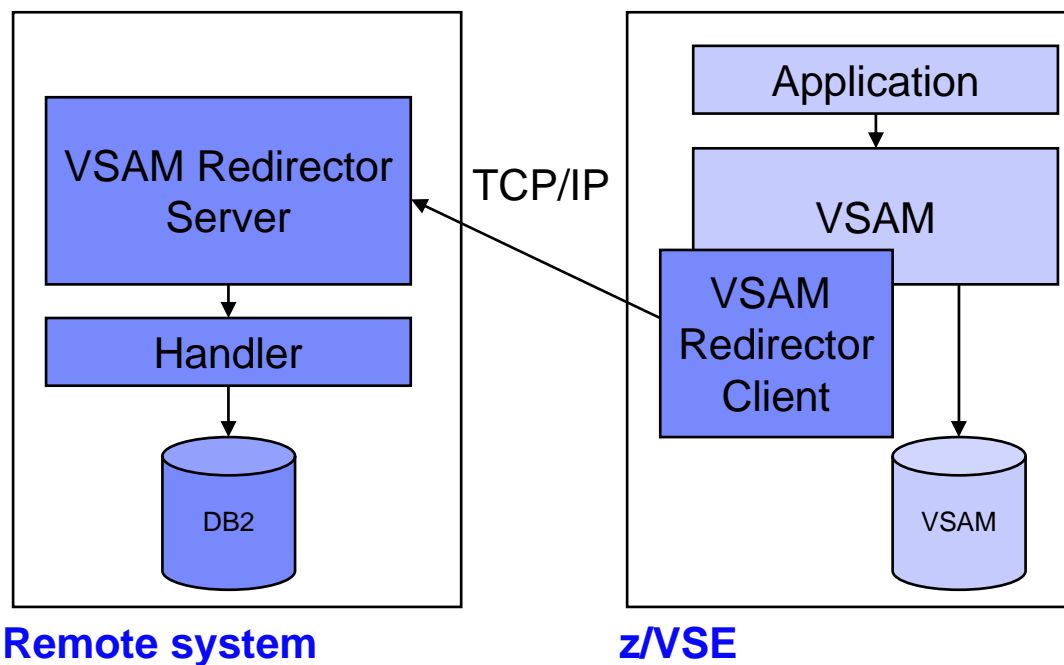 VSAM Redirector
Server
Handler
DB2
Remote system
TCP/IP
Application
VSAM
VSAM
Redirector
Client
VSAM
z/VSE